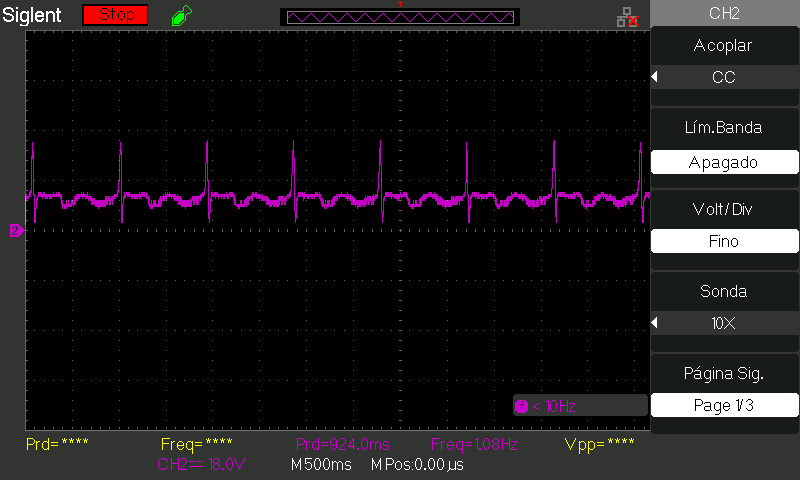 Siglent Stop CH2
Acoplar
CC
Lím.Banda
Apagado
Volt/Div
Fino
Sonda
10X
Página Sig.
Page 1/3
2
T < 10Hz
Prd=**** Freq=**** Prd=924.0ms Freq=1.08Hz Vpp=****
CH2 18.0V M500ms MPos:0.00µs